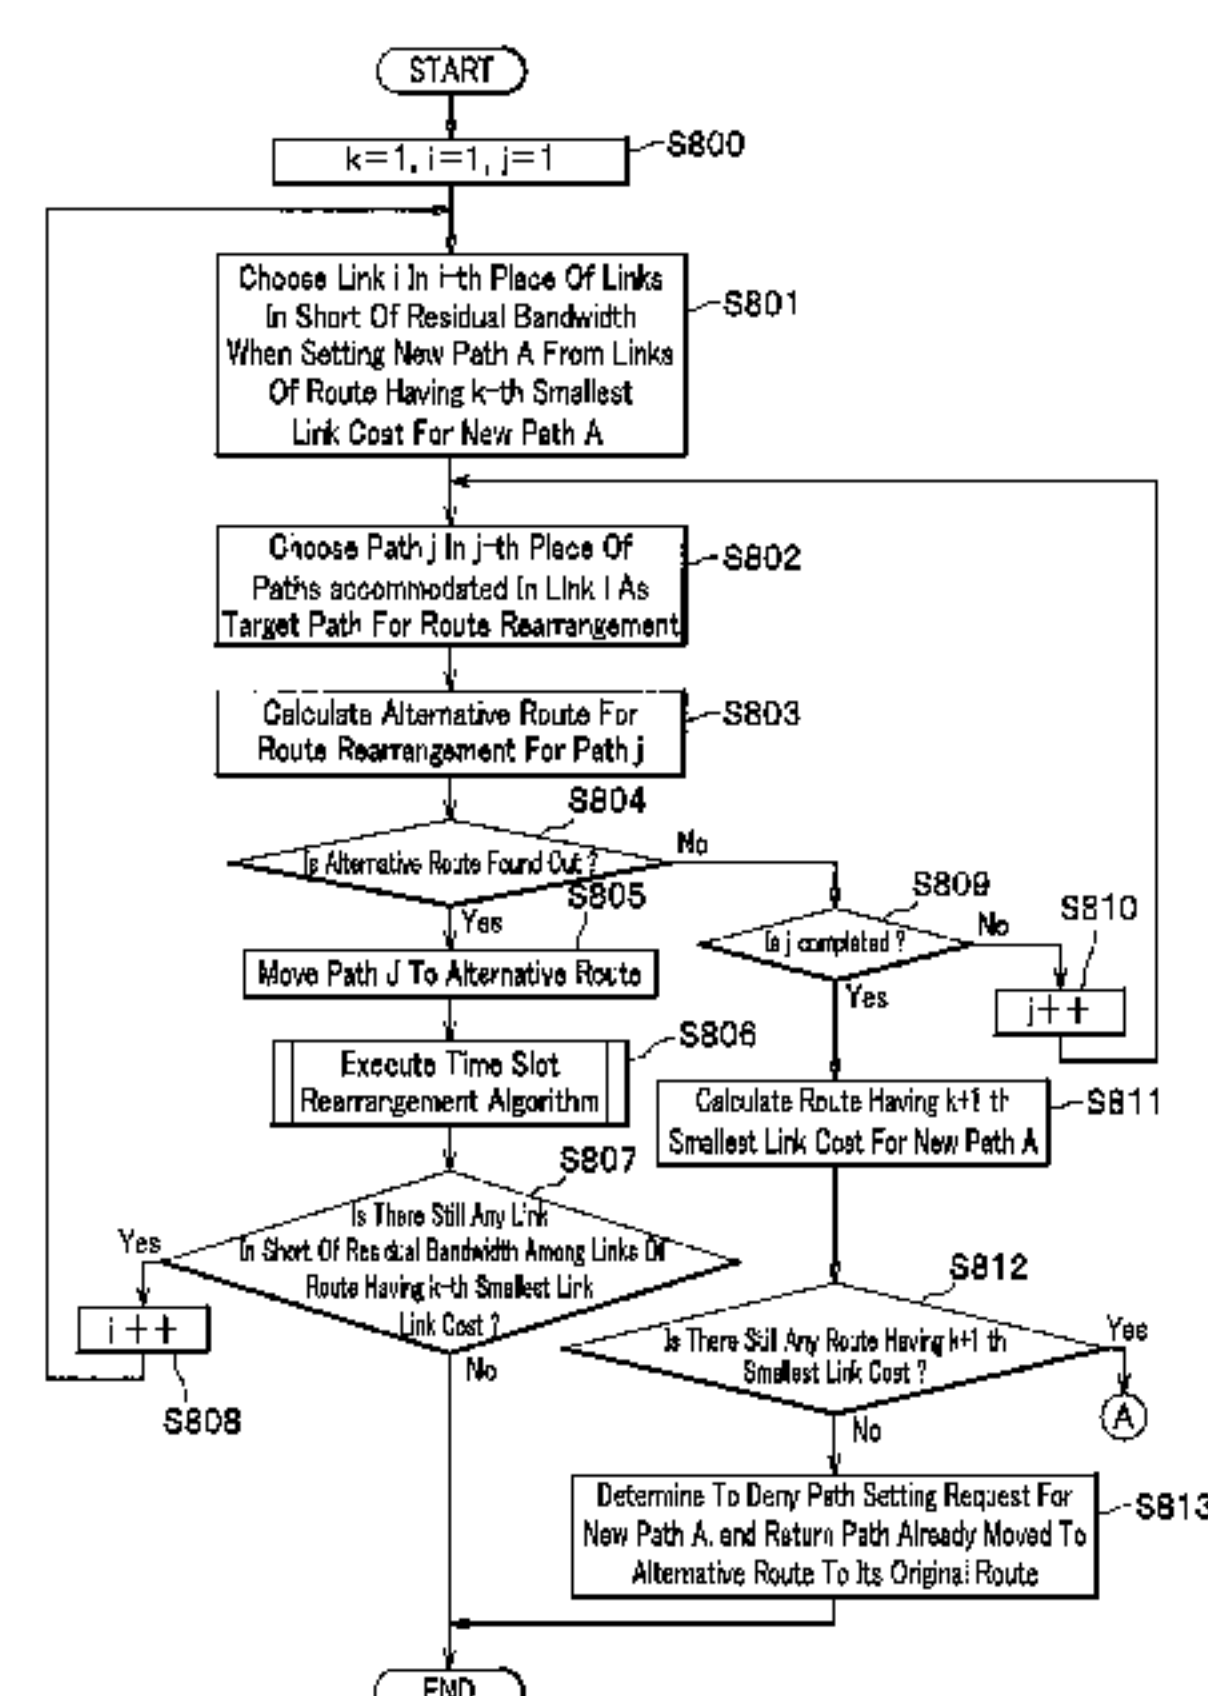 START
k=1, i=1, j=1
S800
Choose Link i In i-th Place Of Links
In Short Of Residual Bandwidth
When Setting New Path A From Links
Of Route Having k-th Smallest
Link Cost For New Path A
S801
Choose Path j In j-th Place Of
Paths accommodated In Link i As
Target Path For Route Rearrangement
S802
Calculate Alternative Route For
Route Rearrangement For Path j
S803
S804
Is Alternative Route Found Out ?
No
Yes
S805
Move Path J To Alternative Route
S809
Is j completed ?
No
Yes
S810
j++
Execute Time Slot
Rearrangement Algorithm
S806
Calculate Route Having k+1 th
Smallest Link Cost For New Path A
S811
S807
Is There Still Any Link
In Short Of Residual Bandwidth Among Links Of
Route Having k-th Smallest Link
Link Cost ?
Yes
No
i ++
S808
S812
Is There Still Any Route Having k+1 th
Smallest Link Cost ?
Yes
A
No
Determine To Deny Path Setting Request For
New Path A, and Return Path Already Moved To
Alternative Route To Its Original Route
S813
END